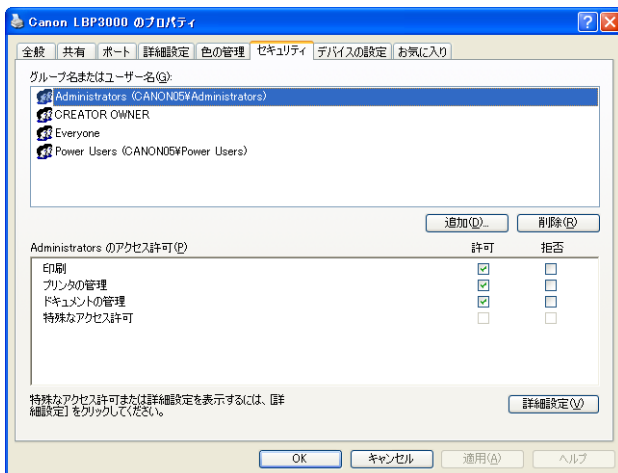 Canon LBP3000 のプロパティ
全般 共有 ポート 詳細設定 色の管理 セキュリティ デバイスの設定 お気に入り
グループ名またはユーザー名(G):
Administrators (CANON05¥Administrators)
CREATOR OWNER
Everyone
Power Users (CANON05¥Power Users)
追加(D)... 削除(R)
Administrators のアクセス許可(P) 許可 拒否
印刷
プリンタの管理
ドキュメントの管理
特殊なアクセス許可
特殊なアクセス許可または詳細設定を表示するには、[詳
細設定] をクリックしてください。
詳細設定(V)
OK キャンセル 適用(A) ヘルプ